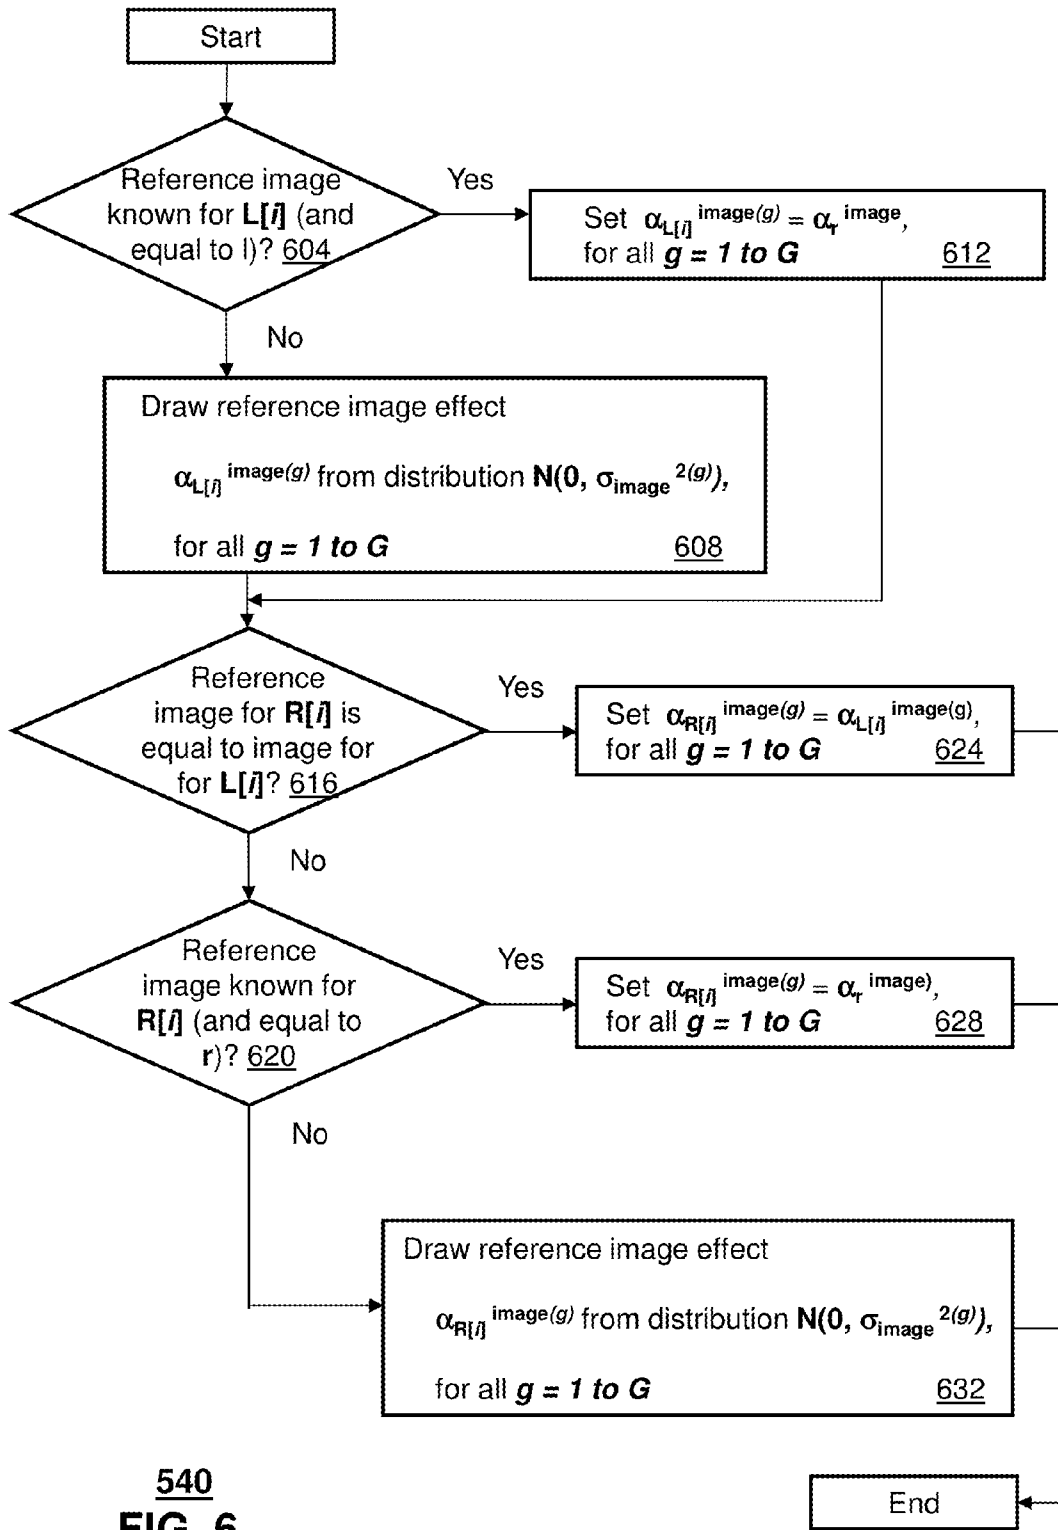 Start
Reference image
known for L[i] (and
equal to l)? 604
Yes
Set α_L[i]^image(g) = α_r^image,
for all g = 1 to G 612
No
Draw reference image effect
α_L[i]^image(g) from distribution N(0, σ_image^2(g)),
for all g = 1 to G 608
Reference
image for R[i] is
equal to image for
for L[i]? 616
Yes
Set α_R[i]^image(g) = α_L[i]^image(g),
for all g = 1 to G 624
No
Reference
image known for
R[i] (and equal to
r)? 620
Yes
Set α_R[i]^image(g) = α_r^image),
for all g = 1 to G 628
No
Draw reference image effect
α_R[i]^image(g) from distribution N(0, σ_image^2(g)),
for all g = 1 to G 632
540
FIG. 6
End